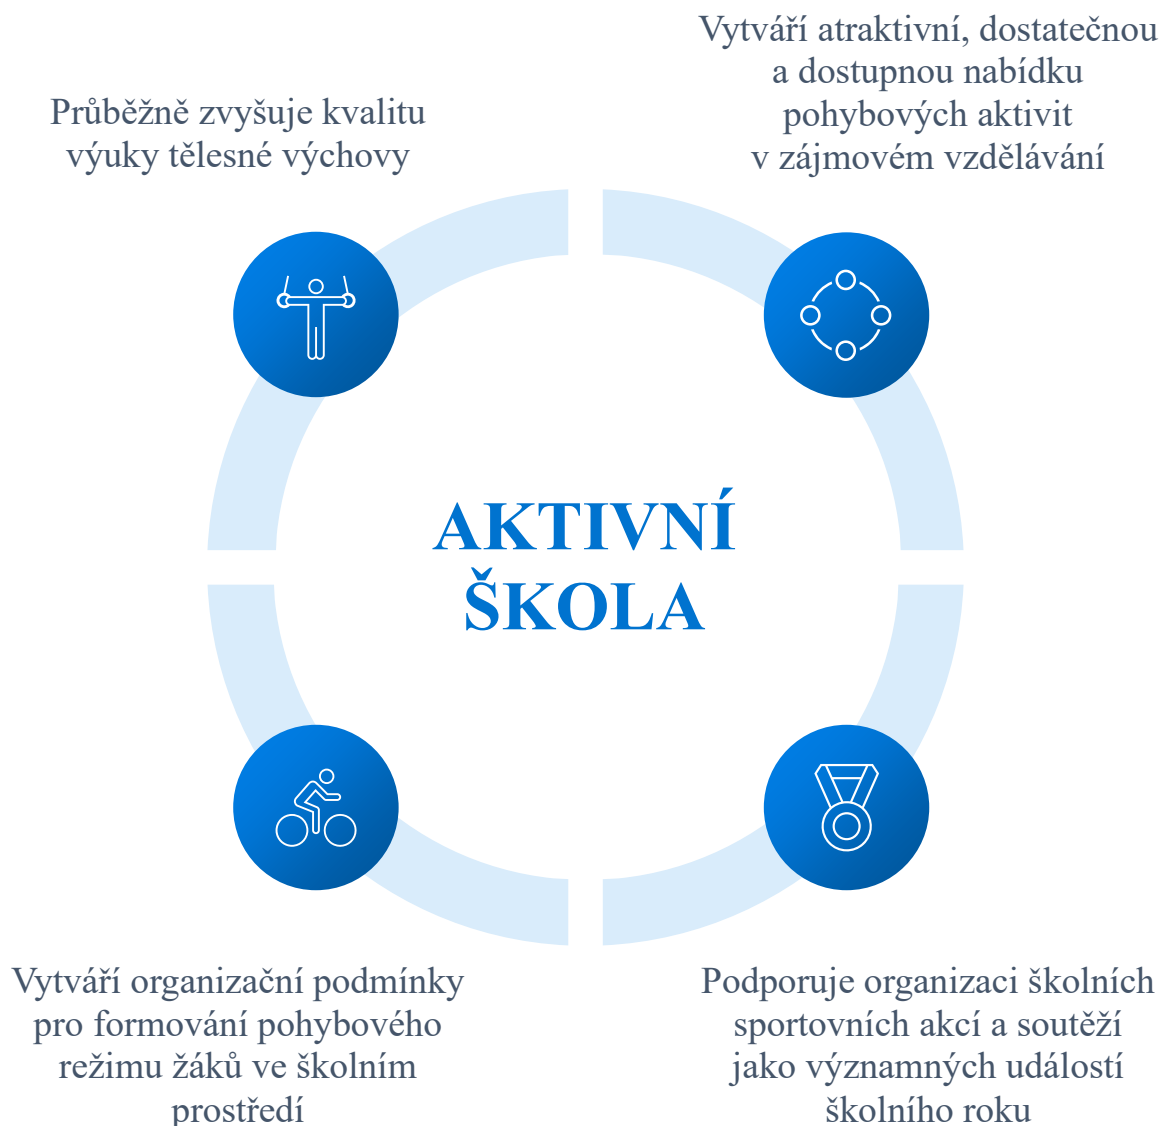 Průběžně zvyšuje kvalitu
výuky tělesné výchovy
Vytváří atraktivní, dostatečnou
a dostupnou nabídku
pohybových aktivit
v zájmovém vzdělávání
AKTIVNÍ
ŠKOLA
Vytváří organizační podmínky
pro formování pohybového
režimu žáků ve školním
prostředí
Podporuje organizaci školních
sportovních akcí a soutěží
jako významných událostí
školního roku